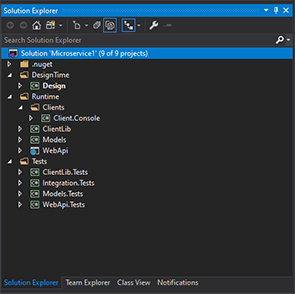 Solution Explorer
Search Solution Explorer
Solution 'Microservice1' (9 of 9 projects)
.nuget
DesignTime
Design
Runtime
Clients
Client.Console
ClientLib
Models
WebApi
Tests
ClientLib.Tests
Integration.Tests
Models.Tests
WebApi.Tests
Solution Explorer Team Explorer Class View Notifications